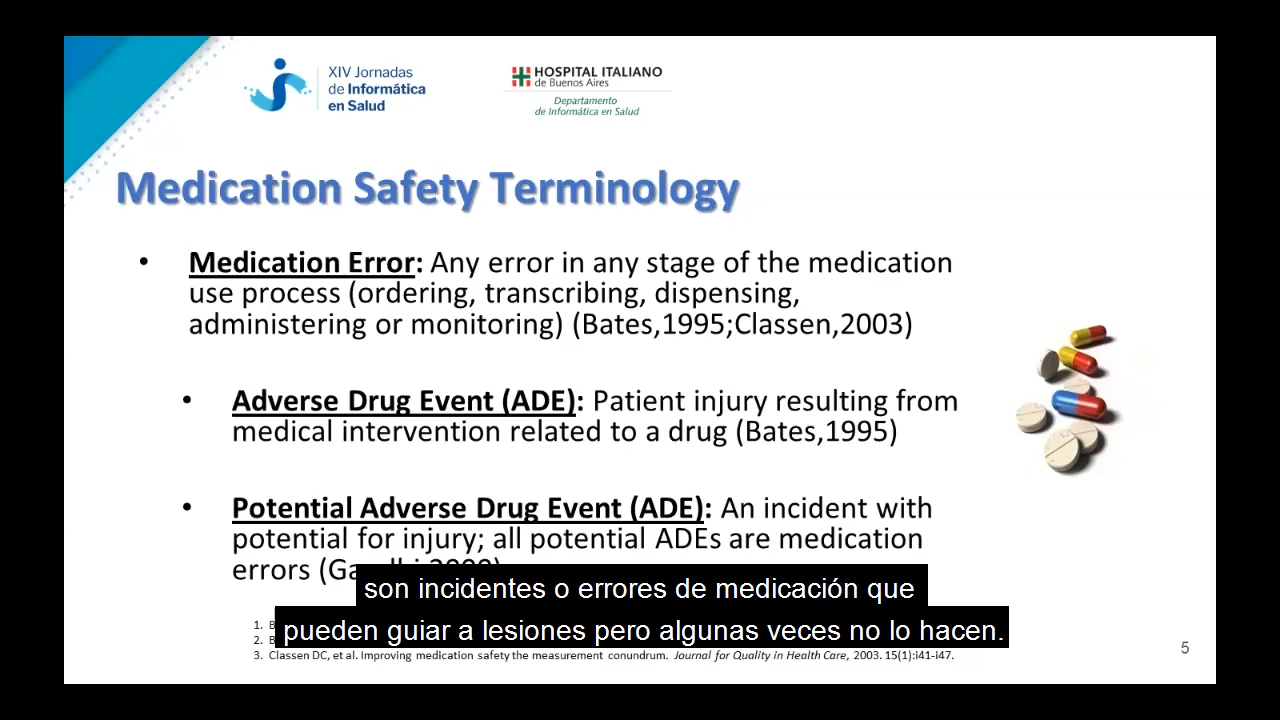 XIV Jornadas
de Informática
en Salud
HOSPITAL ITALIANO
de Buenos Aires
Departamento
de Informática en Salud
Medication Safety Terminology
• Medication Error: Any error in any stage of the medication
use process (ordering, transcribing, dispensing,
administering or monitoring) (Bates,1995;Classen,2003)
• Adverse Drug Event (ADE): Patient injury resulting from
medical intervention related to a drug (Bates,1995)
• Potential Adverse Drug Event (ADE): An incident with
potential for injury; all potential ADEs are medication
errors
son incidentes o errores de medicación que
pueden guiar a lesiones pero algunas veces no lo hacen.
1.
2.
3. Classen DC, et al. Improving medication safety the measurement conundrum. Journal for Quality in Health Care, 2003. 15(1):i41-i47.
5